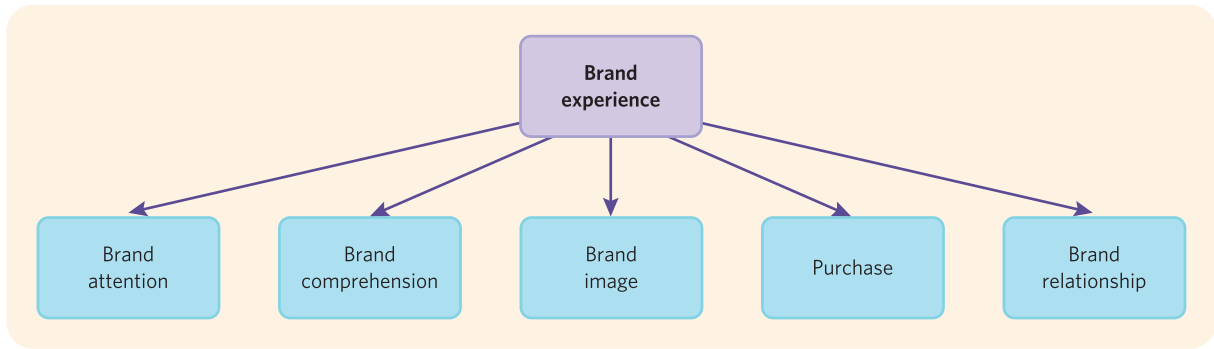 Brand
experience
Brand
attention
Brand
comprehension
Brand
image
Purchase
Brand
relationship